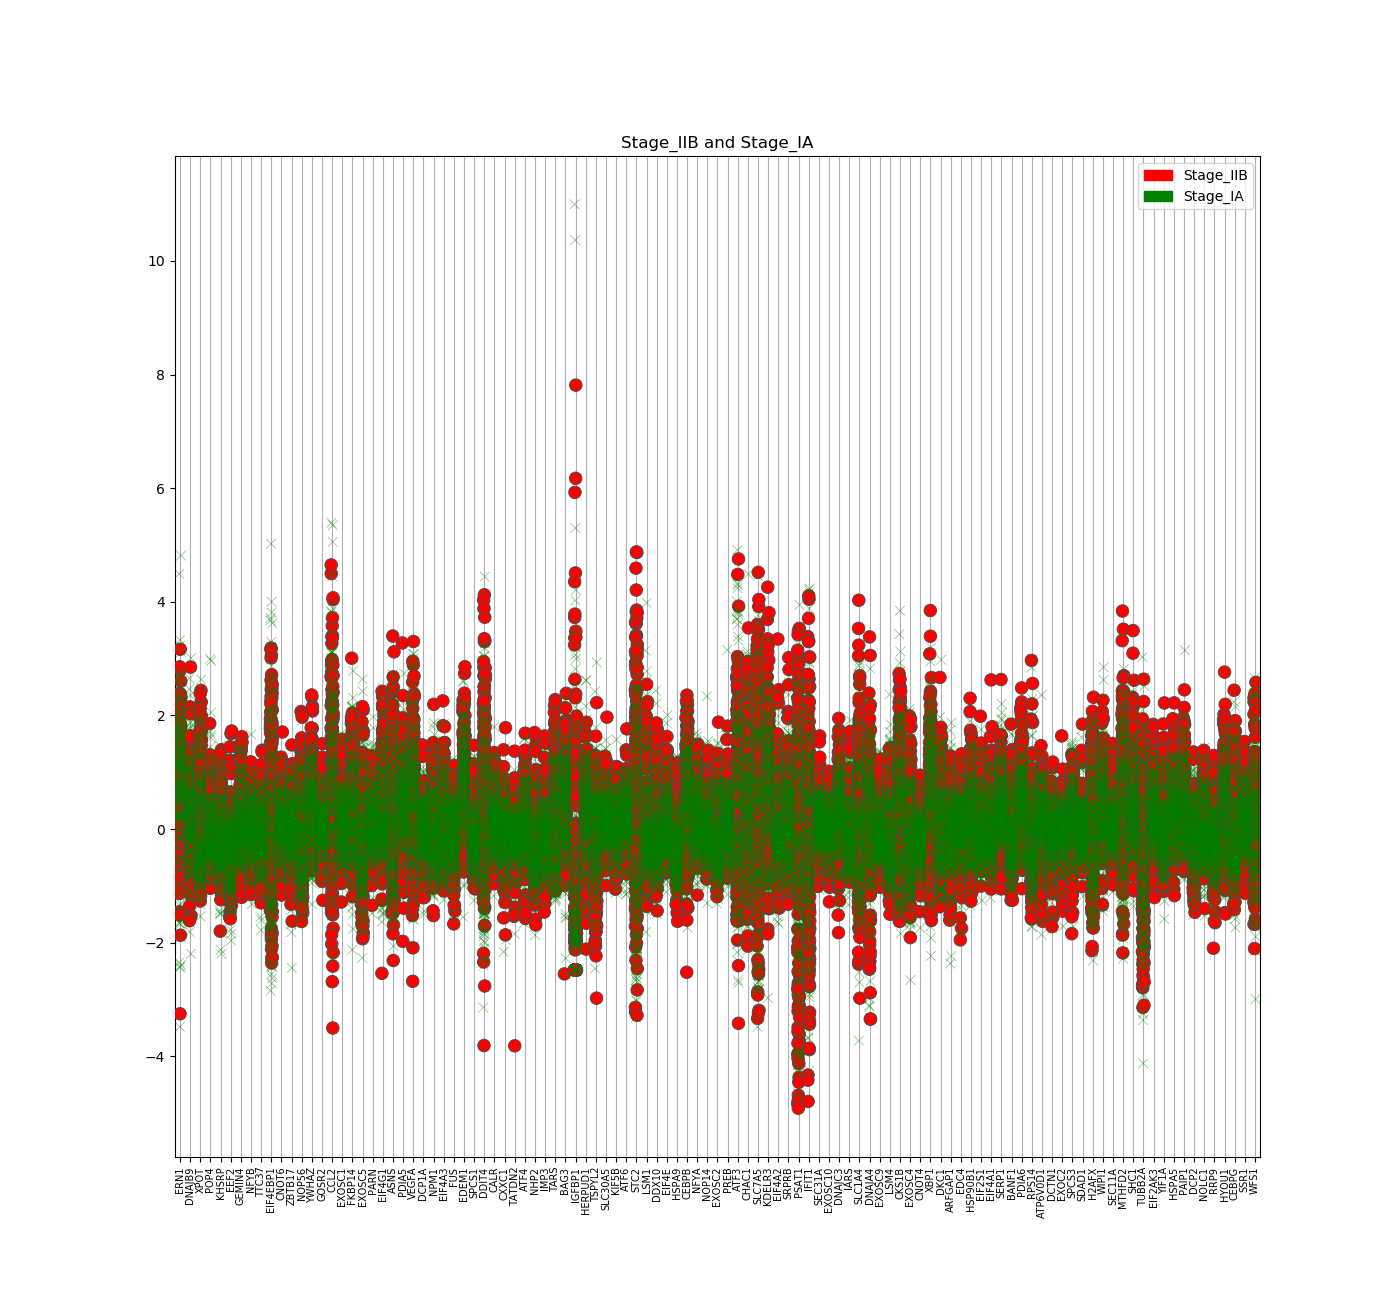 Stage_IIB and Stage_IA
Stage_IIB
Stage_IA
10
8
6
4
2
0
−2
−4
ERN1
DNAJB9
XPOT
POP4
KHSRP
EEF2
GEMIN4
NFYB
TTC37
EIF4EBP1
CNOT6
ZBTB17
NOP56
YWHAZ
GOSR2
CCL2
EXOSC1
FKBP14
EXOSC5
PARN
EIF4G1
ASNS
PDIA5
VEGFA
DCP1A
NPM1
EIF4A3
FUS
EDEM1
SPCS1
DDIT4
CALR
CXXC1
TATDN2
ATF4
NHP2
IMP3
TARS
BAG3
IGFBP1
HERPUD1
TSPYL2
SLC30A5
KIF5B
ATF6
STC2
LSM1
DDX10
EIF4E
HSPA9
CEBPB
NFYA
NOP14
EXOSC2
PREB
ATF3
CHAC1
SLC7A5
KDELR3
EIF4A2
SRPRB
PSAT1
IFIT1
SEC31A
EXOSC10
DNAJC3
IARS
SLC1A4
DNAJA4
EXOSC9
LSM4
CKS1B
EXOSC4
CNOT4
XBP1
DKC1
ARFGAP1
EDC4
HSP90B1
EIF2S1
EIF4A1
SERP1
BANF1
PDIA6
RPS14
ATP6V0D1
DCTN1
EXOC2
SPCS3
SDAD1
H2AFX
WIPI1
SEC11A
MTHFD2
SHC1
TUBB2A
EIF2AK3
YIF1A
HSPA5
PAIP1
DCP2
NOLC1
RRP9
HYOU1
CEBPG
SSR1
WFS1